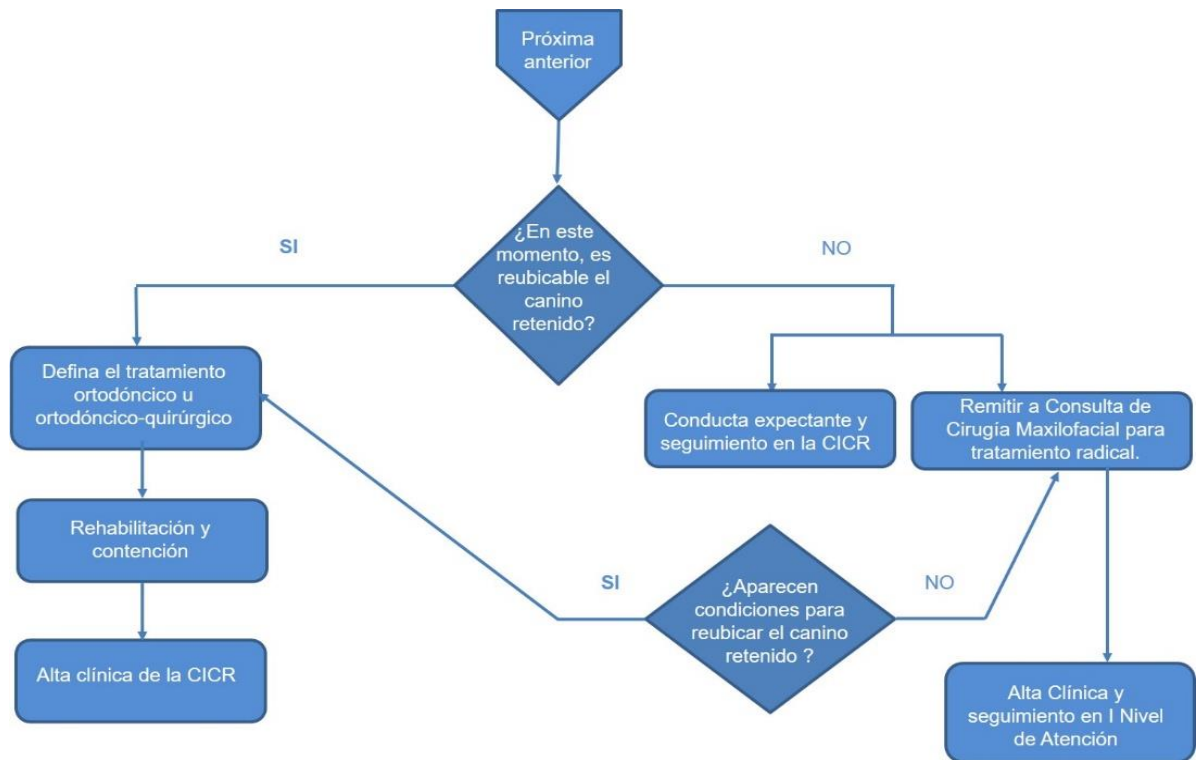 Próxima
anterior
¿En este
momento, es
reubicable el
canino
retenido?
SI
NO
Defina el tratamiento
ortodóncico u
ortodóncico-quirúrgico
Conducta expectante y
seguimiento en la CICR
Remitir a Consulta de
Cirugía Maxilofacial para
tratamiento radical.
Rehabilitación y
contención
SI
¿Aparecen
condiciones para
reubicar el canino
retenido ?
NO
Alta clínica de la CICR
Alta Clínica y
seguimiento en I Nivel
de Atención